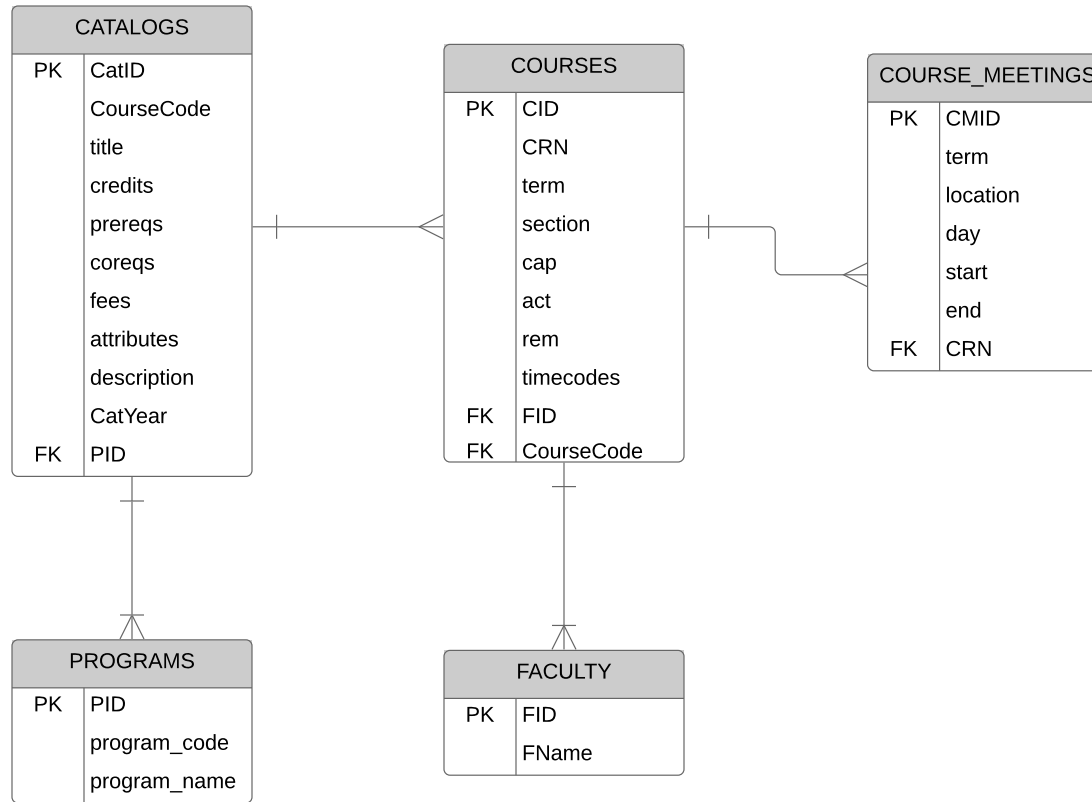 CATALOGS
PK CatID
CourseCode
title
credits
prereqs
coreqs
fees
attributes
description
CatYear
FK PID
COURSES
PK CID
CRN
term
section
cap
act
rem
timecodes
FK FID
FK CourseCode
COURSE_MEETINGS
PK CMID
term
location
day
start
end
FK CRN
PROGRAMS
PK PID
program_code
program_name
FACULTY
PK FID
FName